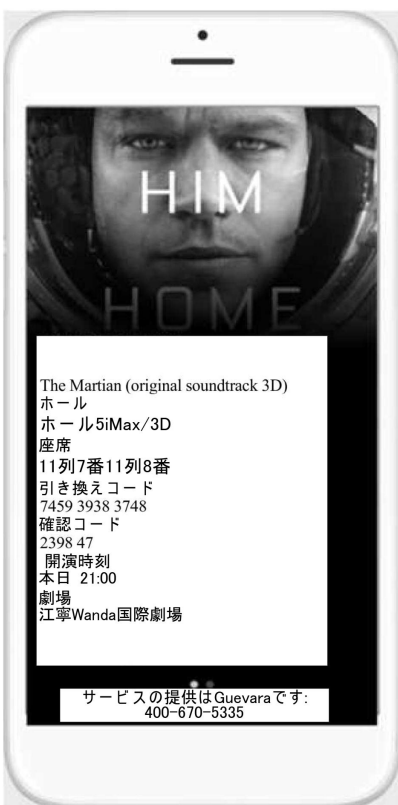 HIM
HOME
The Martian (original soundtrack 3D)
ホール
ホール5iMax/3D
座席
11列7番11列8番
引き換えコード
7459 3938 3748
確認コード
2398 47
開演時刻
本日 21:00
劇場
江寧Wanda国際劇場
サービスの提供はGuevaraです:
400-670-5335